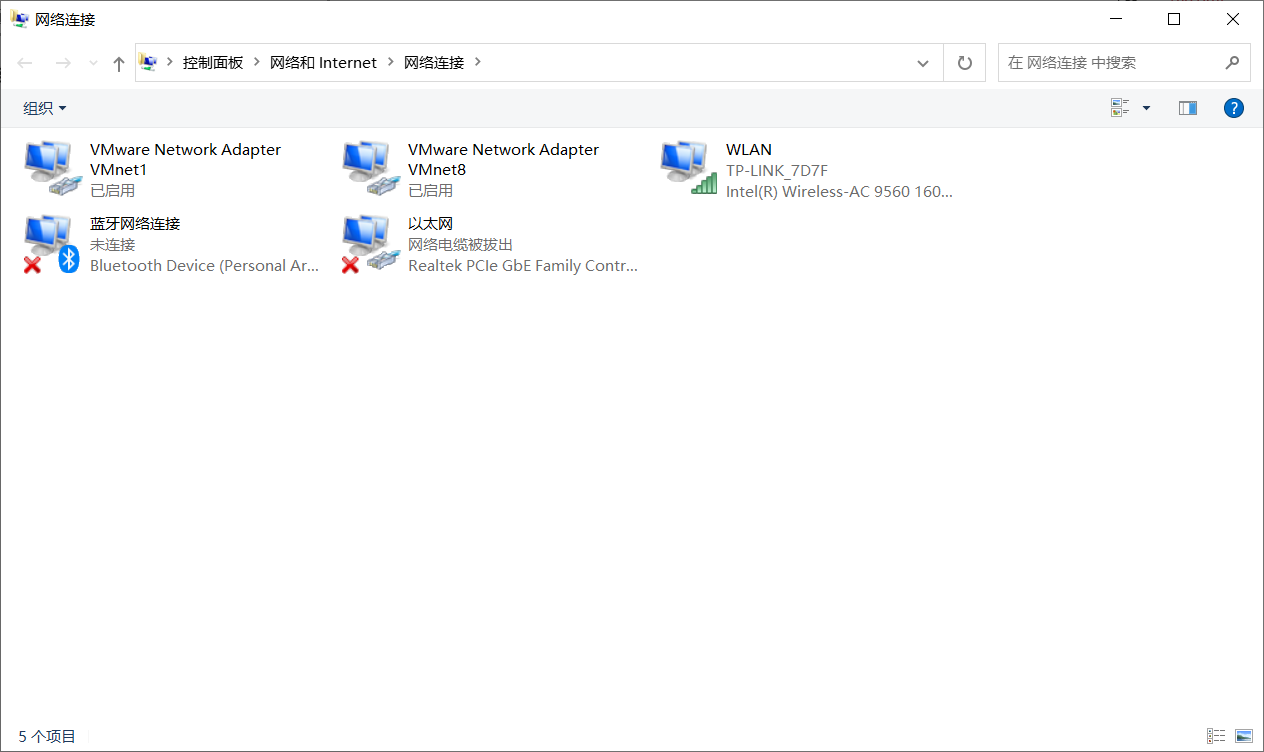 网络连接
控制面板 网络和 Internet 网络连接
在 网络连接 中搜索
组织
?
VMware Network Adapter
VMnet1
已启用
VMware Network Adapter
VMnet8
已启用
WLAN
TP-LINK_7D7F
Intel(R) Wireless-AC 9560 160...
蓝牙网络连接
未连接
Bluetooth Device (Personal Ar...
以太网
网络电缆被拔出
Realtek PCIe GbE Family Contr...
5 个项目